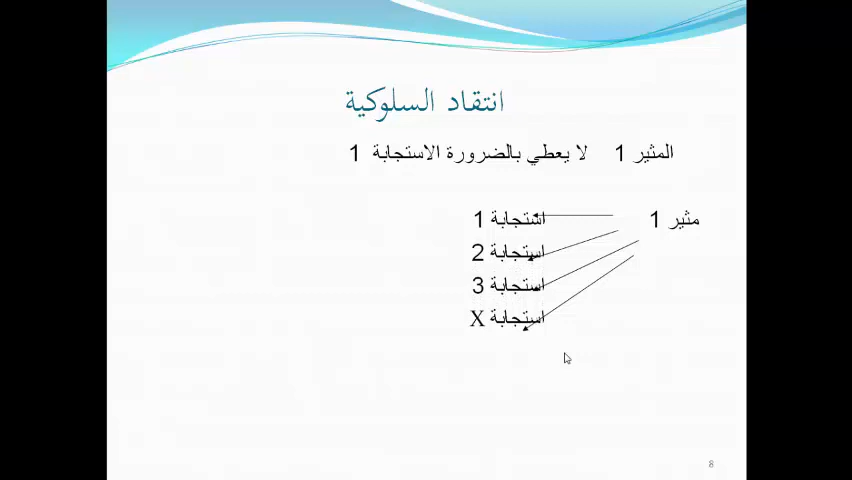 انتقاد السلوكية
المثير 1 لا يعطي بالضرورة الاستجابة 1
مثير 1
استجابة 1
استجابة 2
استجابة 3
استجابة X
8